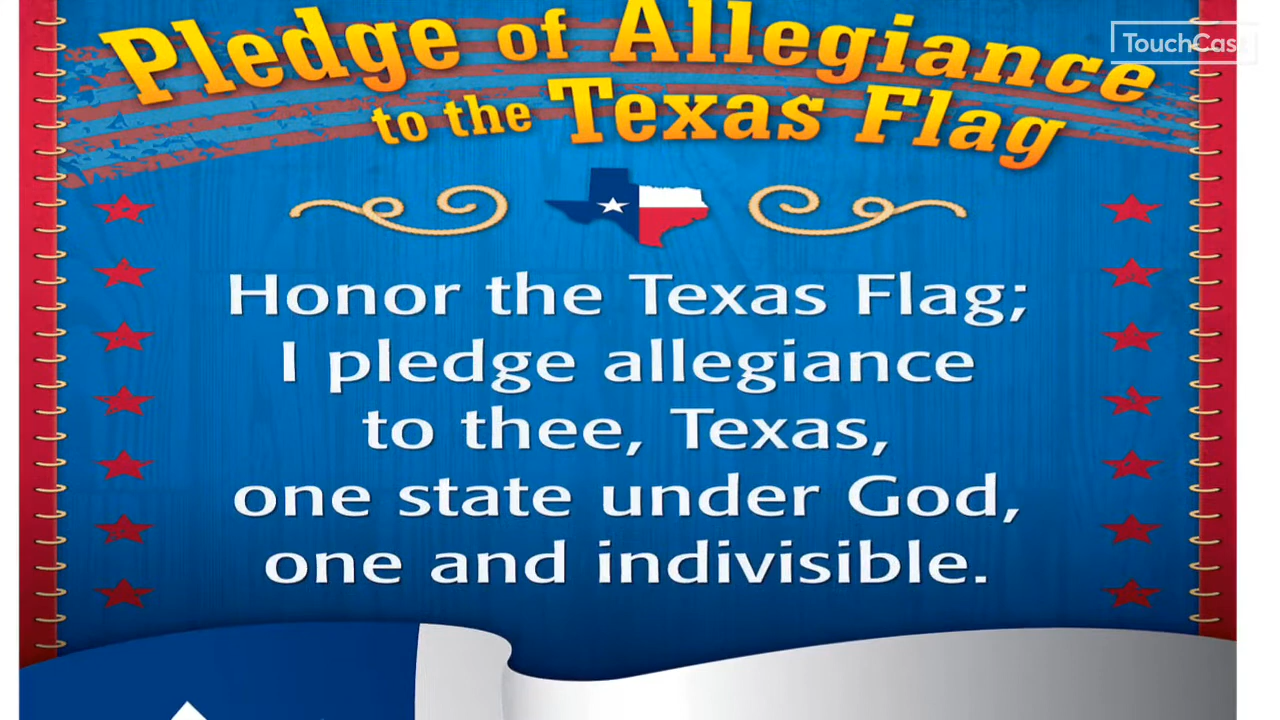 Pledge of Allegiance
to the Texas Flag
TouchCas
Honor the Texas Flag;
I pledge allegiance
to thee, Texas,
one state under God,
one and indivisible.